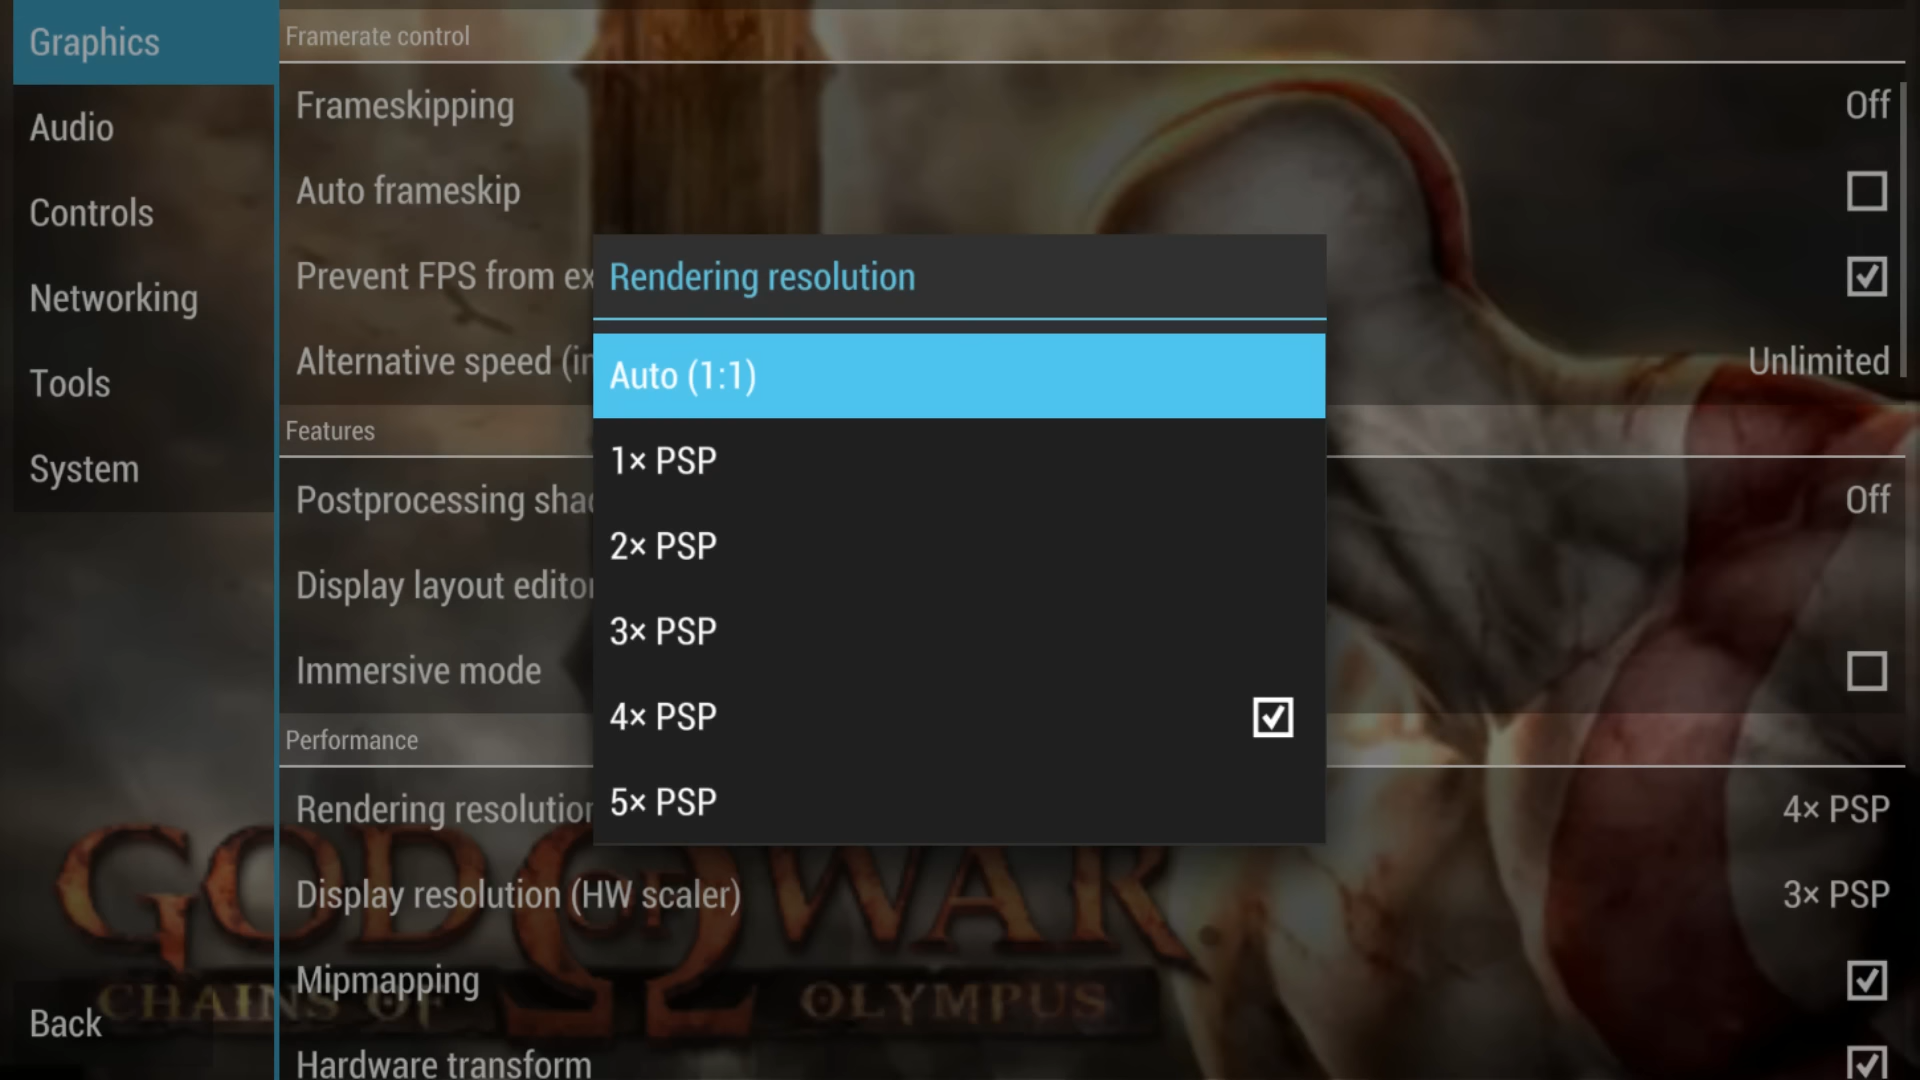 Graphics
Audio
Controls
Networking
Tools
System
Back
Framerate control
Frameskipping
Off
Auto frameskip
Prevent FPS from ex
Alternative speed (in
Unlimited
Features
Postprocessing shad
Off
Display layout editor
Immersive mode
Performance
Rendering resolution
4× PSP
Display resolution (HW scaler)
3× PSP
Mipmapping
Hardware transform
Rendering resolution
Auto (1:1)
1× PSP
2× PSP
3× PSP
4× PSP
5× PSP
GOD OF WAR
CHAINS OF OLYMPUS